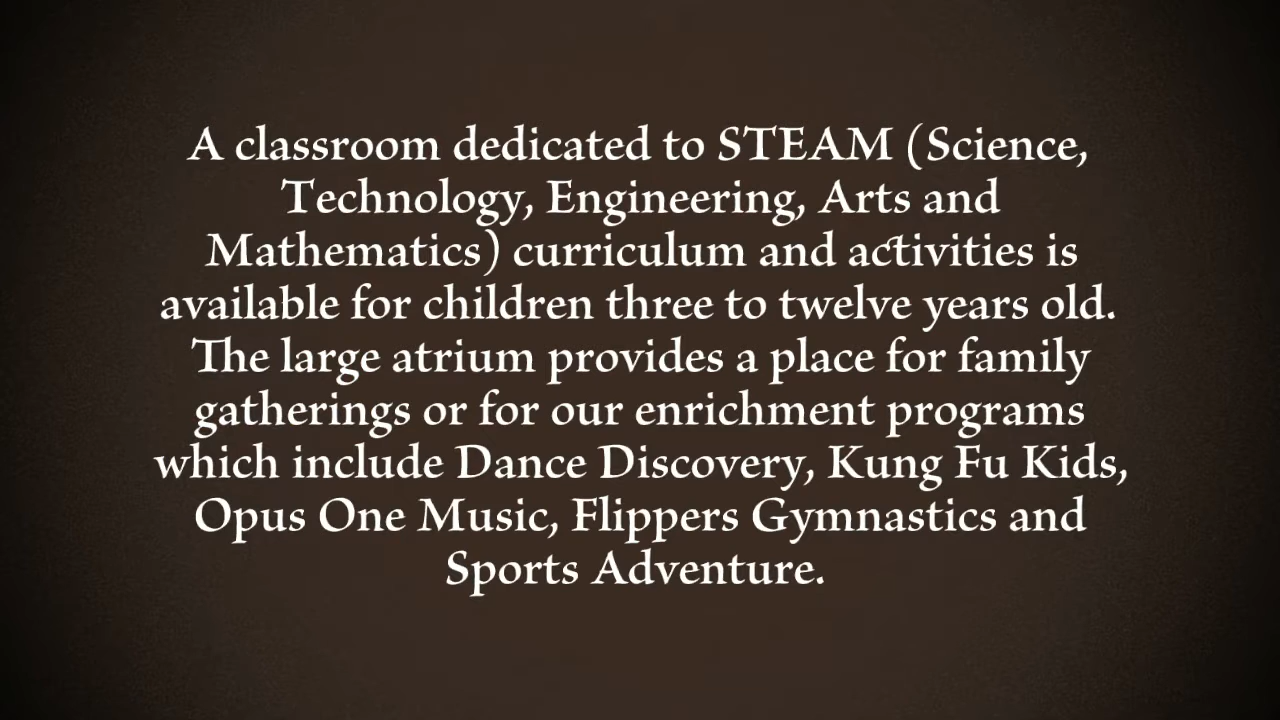 A classroom dedicated to STEAM (Science,
Technology, Engineering, Arts and
Mathematics) curriculum and activities is
available for children three to twelve years old.
The large atrium provides a place for family
gatherings or for our enrichment programs
which include Dance Discovery, Kung Fu Kids,
Opus One Music, Flippers Gymnastics and
Sports Adventure.